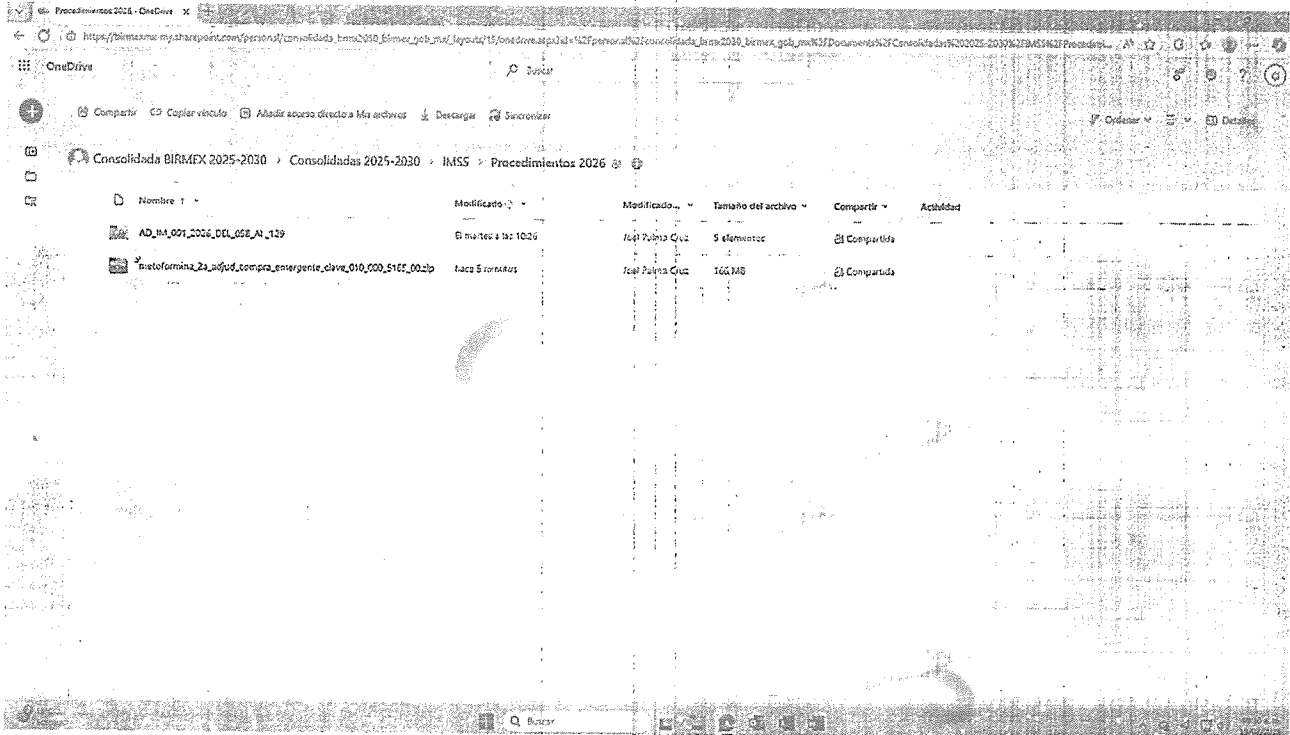 Procedimientos 2026 - OneDrive
OneDrive
Buscar
Compartir Copiar vínculo Añadir acceso directo a Mis archivos Descargar Sincronizar
Ordenar Detalles
Consolidada BIRMEX 2025-2030 > Consolidadas 2025-2030 > IMSS > Procedimientos 2026
Nombre ↑ Modificado Modificado... Tamaño del archivo Compartir Actividad
El martes a las 10:26 Joel Palma Cruz 5 elementos Compartida
metoformina_2a_adjud_compra_emergente_clave_010_000_5165_00.zip hace 5 minutos Joel Palma Cruz 166 MB Compartida
Buscar